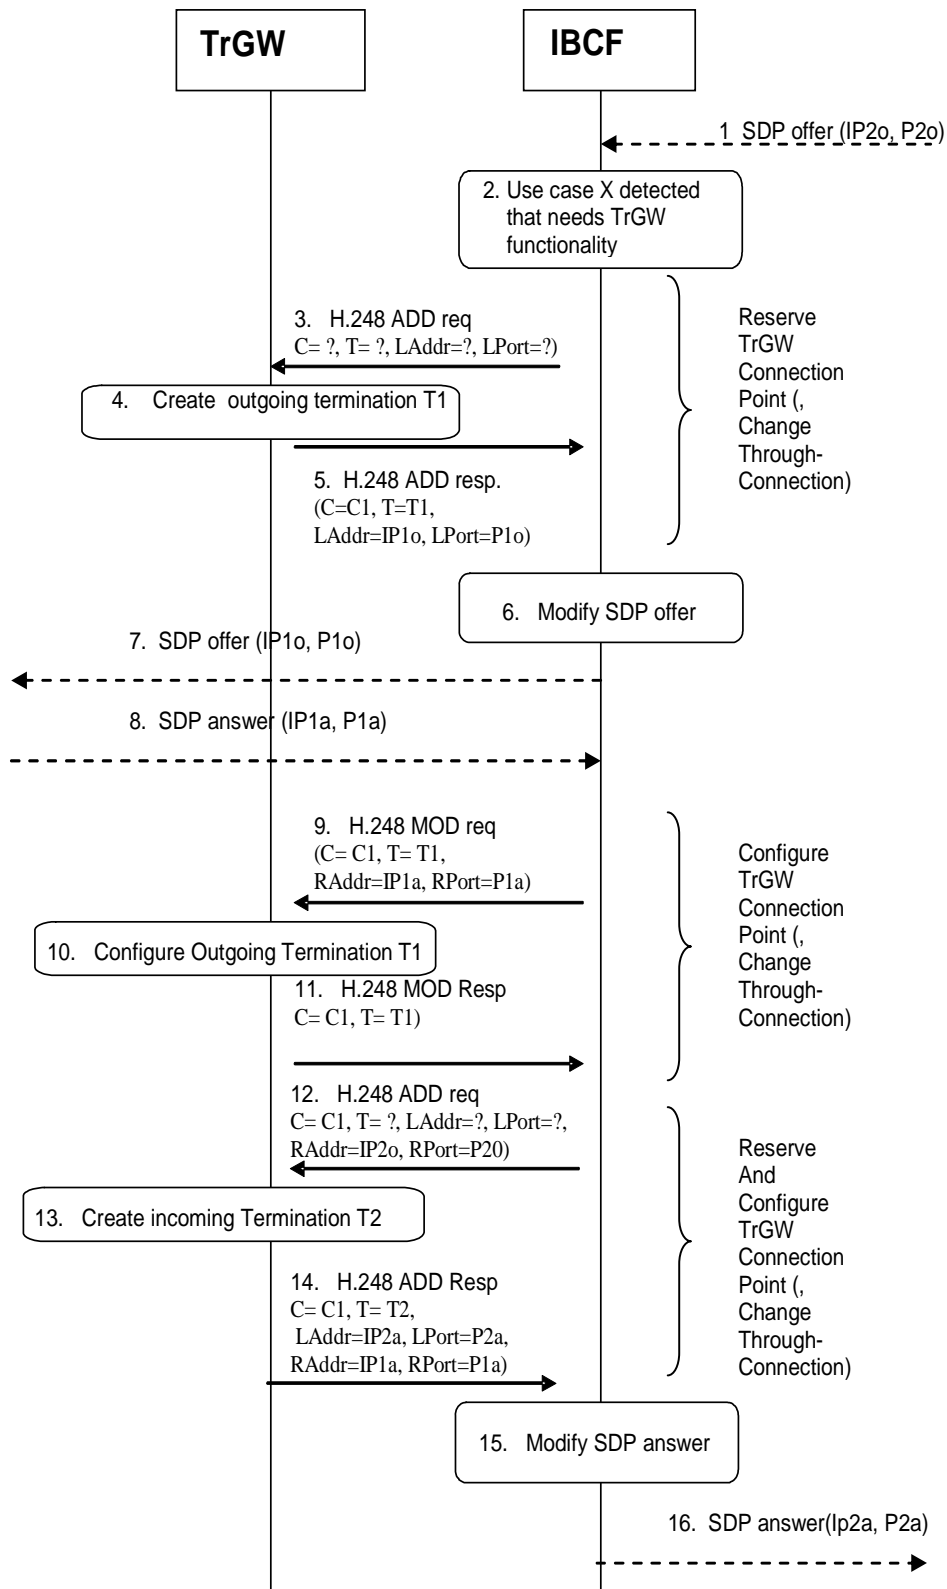 TrGW
IBCF
1 SDP offer (IP2o, P2o)
2. Use case X detected
that needs TrGW
functionality
3. H.248 ADD req
C= ?, T= ?, LAddr=?, LPort=?)
Reserve
TrGW
Connection
Point (,
Change
Through-
Connection)
4. Create outgoing termination T1
5. H.248 ADD resp.
(C=C1, T=T1,
LAddr=IP1o, LPort=P1o)
6. Modify SDP offer
7. SDP offer (IP1o, P1o)
8. SDP answer (IP1a, P1a)
9. H.248 MOD req
(C= C1, T= T1,
RAddr=IP1a, RPort=P1a)
Configure
TrGW
Connection
Point (,
Change
Through-
Connection)
10. Configure Outgoing Termination T1
11. H.248 MOD Resp
C= C1, T= T1)
12. H.248 ADD req
C= C1, T= ?, LAddr=?, LPort=?,
RAddr=IP2o, RPort=P20)
Reserve
And
Configure
TrGW
Connection
Point (,
Change
Through-
Connection)
13. Create incoming Termination T2
14. H.248 ADD Resp
C= C1, T= T2,
LAddr=IP2a, LPort=P2a,
RAddr=IP1a, RPort=P1a)
15. Modify SDP answer
16. SDP answer(Ip2a, P2a)